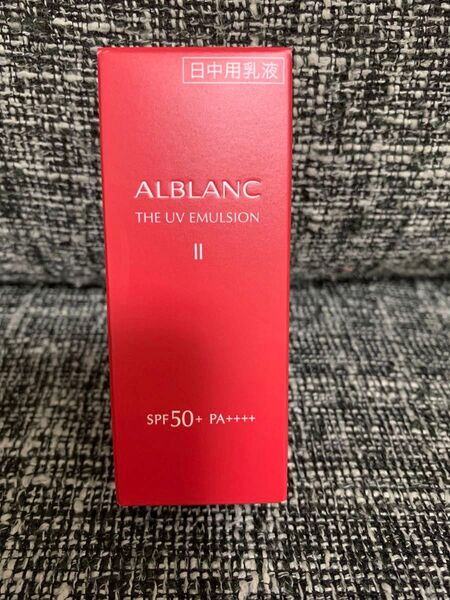 日中用乳液
ALBLANC
THE UV EMULSION
II
SPF50+ PA++++